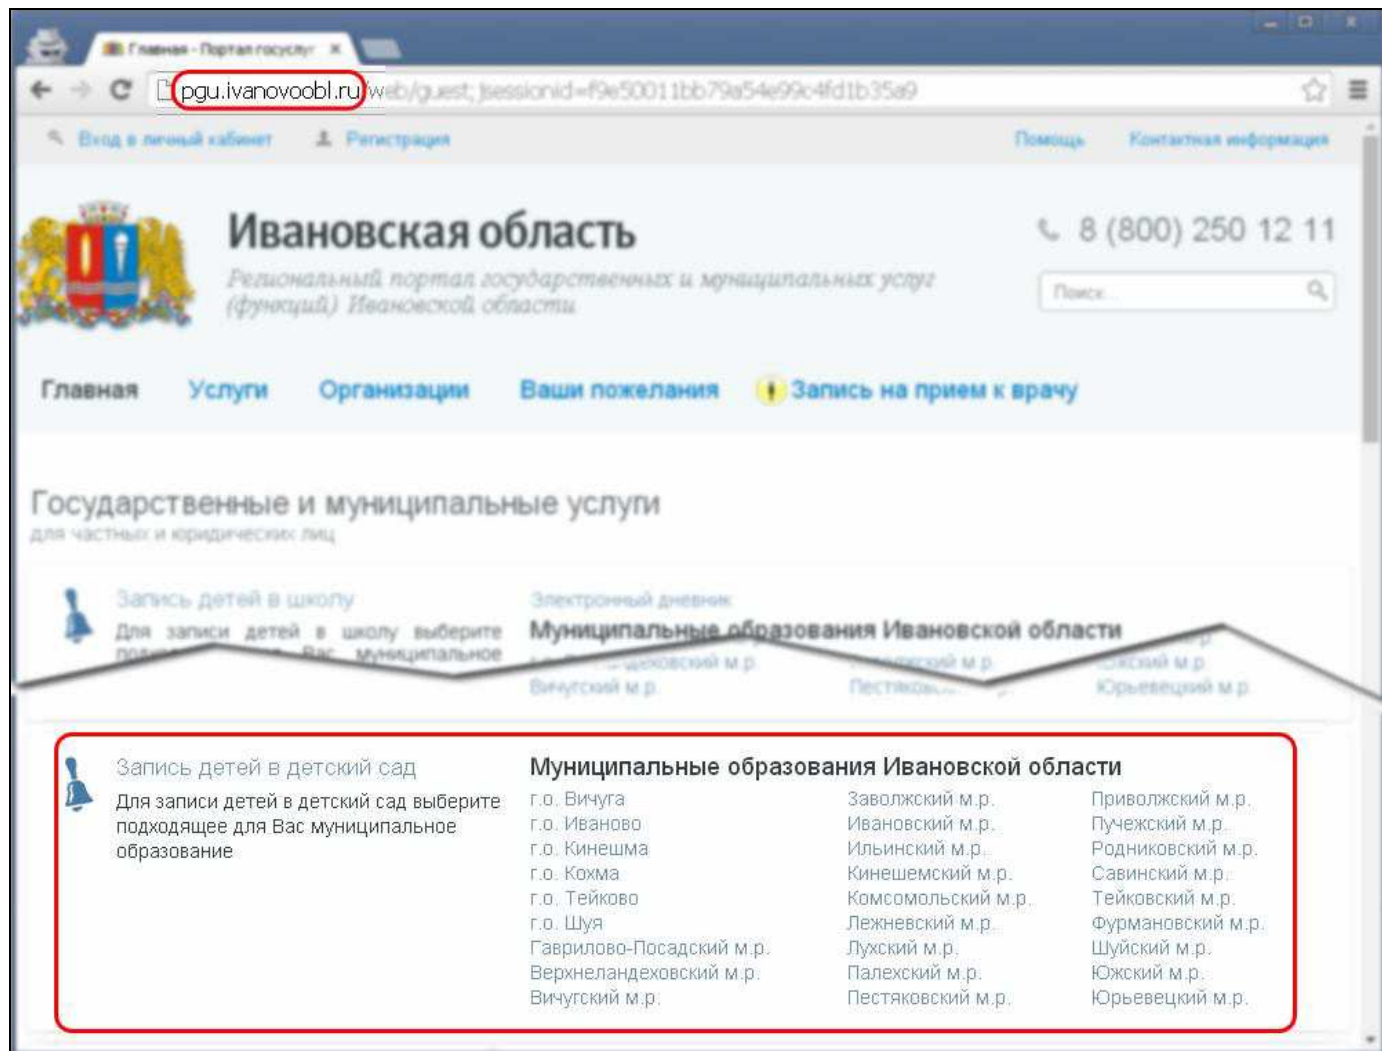 Главная - Портал госуслуг
pgu.ivanovoobl.ru/web/guest;jsessionid=f9e50011bb79a54e99c4fd1b35a9
Вход в личный кабинет Регистрация Помощь Контактная информация
Ивановская область
8 (800) 250 12 11
Региональный портал государственных и муниципальных услуг
(функций) Ивановской области
Поиск...
Главная Услуги Организации Ваши пожелания Запись на прием к врачу
Государственные и муниципальные услуги
для частных и юридических лиц
Запись детей в школу
Для записи детей в школу выберите
Вас муниципальное
Электронный дневник
Муниципальные образования Ивановской области
м.р. м.р. Южский м.р.
Вичугский м.р. Юрьевецкий м.р.
Запись детей в детский сад
Для записи детей в детский сад выберите
подходящее для Вас муниципальное
образование
Муниципальные образования Ивановской области
г.о. Вичуга Заволжский м.р. Приволжский м.р.
г.о. Иваново Ивановский м.р. Пучежский м.р.
г.о. Кинешма Ильинский м.р. Родниковский м.р.
г.о. Кохма Кинешемский м.р. Савинский м.р.
г.о. Тейково Комсомольский м.р. Тейковский м.р.
г.о. Шуя Лежневский м.р. Фурмановский м.р.
Гаврилово-Посадский м.р. Лухский м.р. Шуйский м.р.
Верхнеландеховский м.р. Палехский м.р. Южский м.р.
Вичугский м.р. Пестяковский м.р. Юрьевецкий м.р.